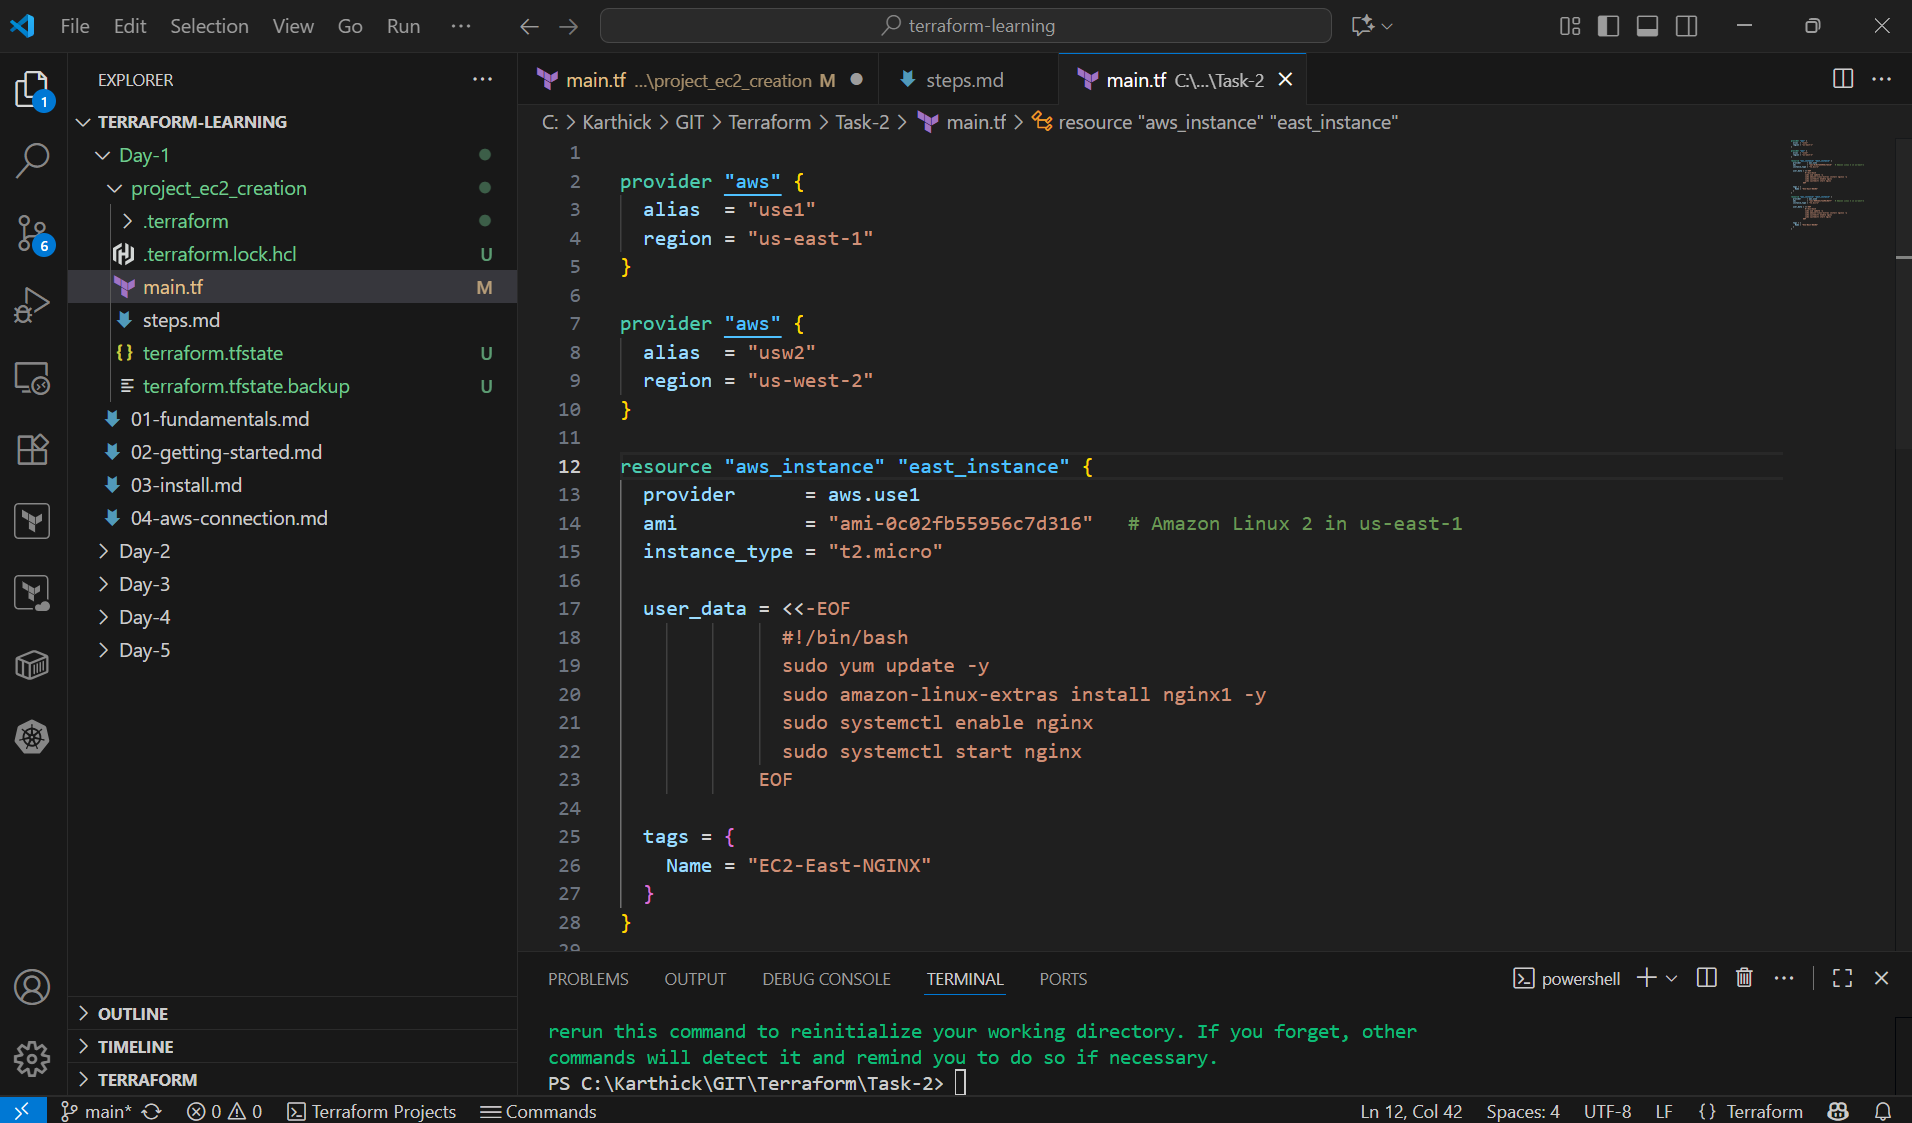 File Edit Selection View Go Run ··· terraform-learning
EXPLORER
TERRAFORM-LEARNING
Day-1
project_ec2_creation
.terraform
.terraform.lock.hcl U
main.tf M
steps.md
terraform.tfstate U
terraform.tfstate.backup U
01-fundamentals.md
02-getting-started.md
03-install.md
04-aws-connection.md
Day-2
Day-3
Day-4
Day-5
OUTLINE
TIMELINE
TERRAFORM
1
6
main.tf ...\project_ec2_creation M steps.md main.tf C:\...\Task-2
C: > Karthick > GIT > Terraform > Task-2 > main.tf > resource "aws_instance" "east_instance"
1
2 provider "aws" {
3 alias = "use1"
4 region = "us-east-1"
5 }
6
7 provider "aws" {
8 alias = "usw2"
9 region = "us-west-2"
10 }
11
12 resource "aws_instance" "east_instance" {
13 provider = aws.use1
14 ami = "ami-0c02fb55956c7d316" # Amazon Linux 2 in us-east-1
15 instance_type = "t2.micro"
16
17 user_data = <<-EOF
18 #!/bin/bash
19 sudo yum update -y
20 sudo amazon-linux-extras install nginx1 -y
21 sudo systemctl enable nginx
22 sudo systemctl start nginx
23 EOF
24
25 tags = {
26 Name = "EC2-East-NGINX"
27 }
28 }
29
PROBLEMS OUTPUT DEBUG CONSOLE TERMINAL PORTS powershell
rerun this command to reinitialize your working directory. If you forget, other
commands will detect it and remind you to do so if necessary.
PS C:\Karthick\GIT\Terraform\Task-2>
main* 0 0 Terraform Projects Commands Ln 12, Col 42 Spaces: 4 UTF-8 LF {} Terraform